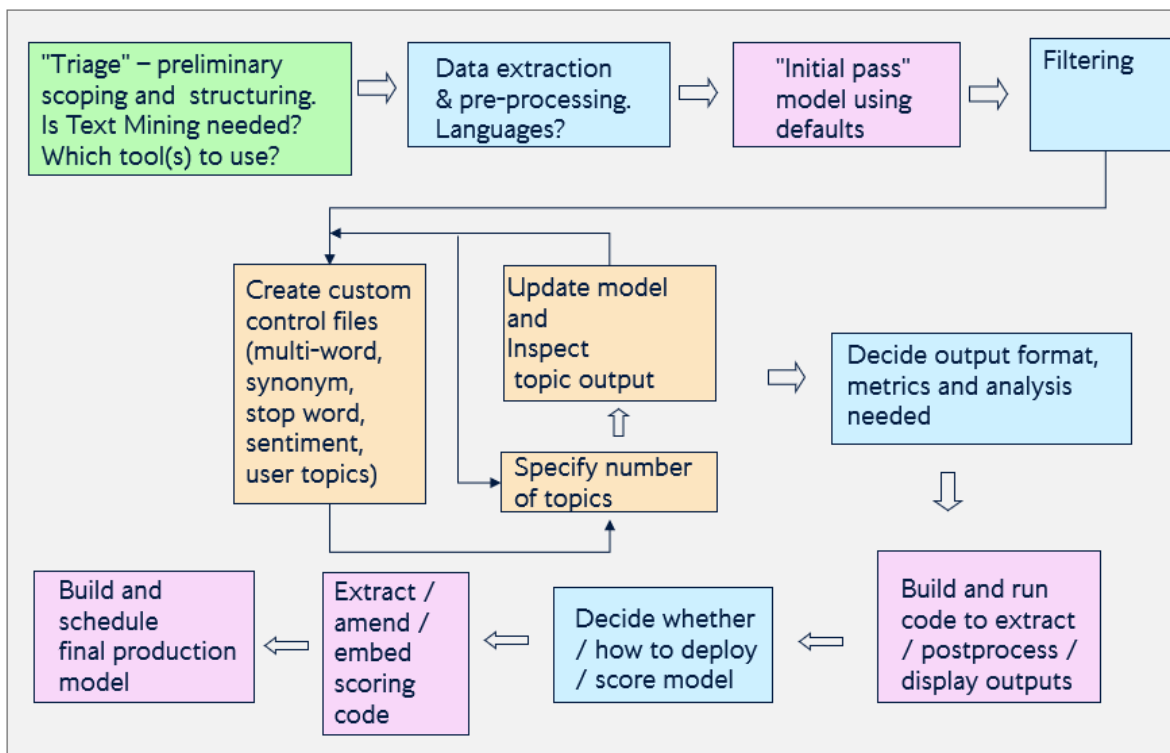 "Triage" – preliminary
scoping and structuring.
Is Text Mining needed?
Which tool(s) to use?
Data extraction
& pre-processing.
Languages?
"Initial pass"
model using
defaults
Filtering
Create custom
control files
(multi-word,
synonym,
stop word,
sentiment,
user topics)
Update model
and
Inspect
topic output
Specify number
of topics
Decide output format,
metrics and analysis
needed
Build and run
code to extract
/ postprocess /
display outputs
Decide whether
/ how to deploy
/ score model
Extract /
amend /
embed
scoring
code
Build and
schedule
final production
model